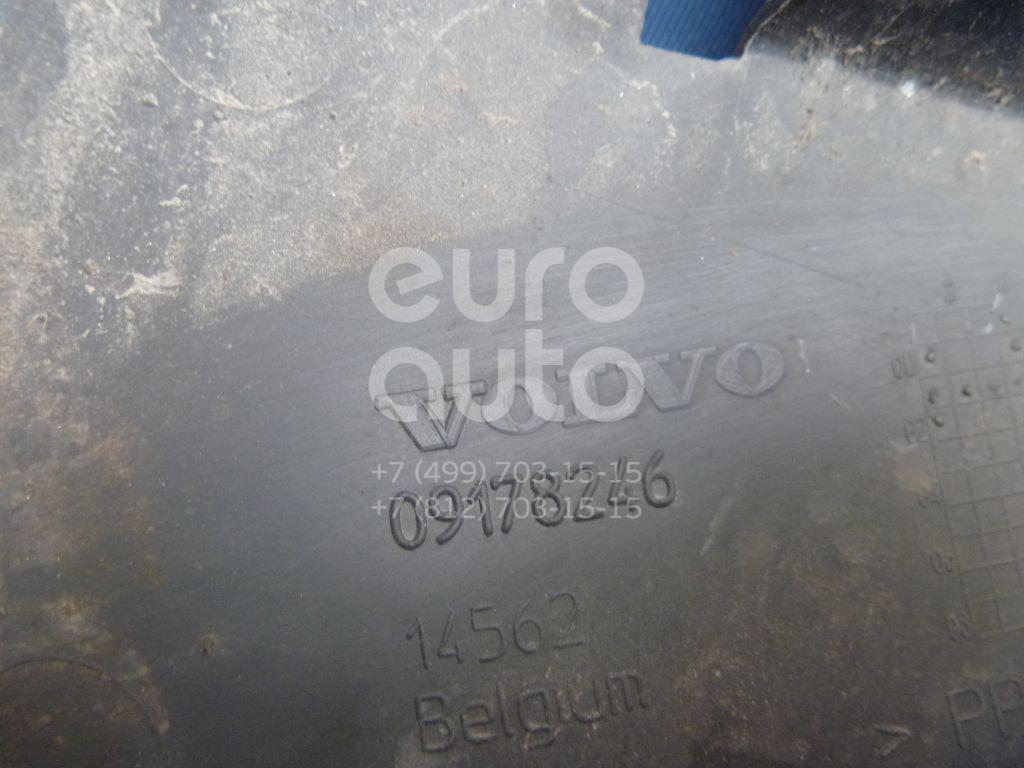 euro
auto
VOLVO
+7 (499) 703-15-15
09178246
+7 (812) 703-15-15
14562
Belgium